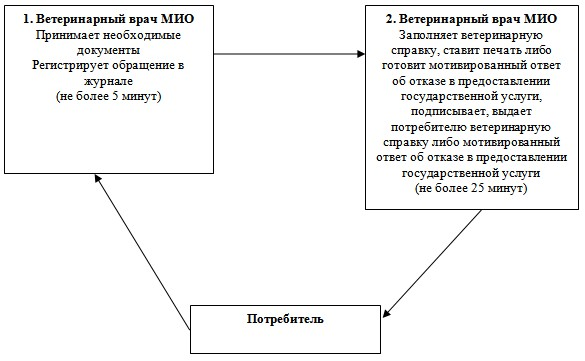 1. Ветеринарный врач МИО
Принимает необходимые
документы
Регистрирует обращение в
журнале
(не более 5 минут)
2. Ветеринарный врач МИО
Заполняет ветеринарную
справку, ставит печать либо
готовит мотивированный ответ
об отказе в предоставлении
государственной услуги,
подписывает, выдает
потребителю ветеринарную
справку либо мотивированный
ответ об отказе в предоставлении
государственной услуги
(не более 25 минут)
Потребитель